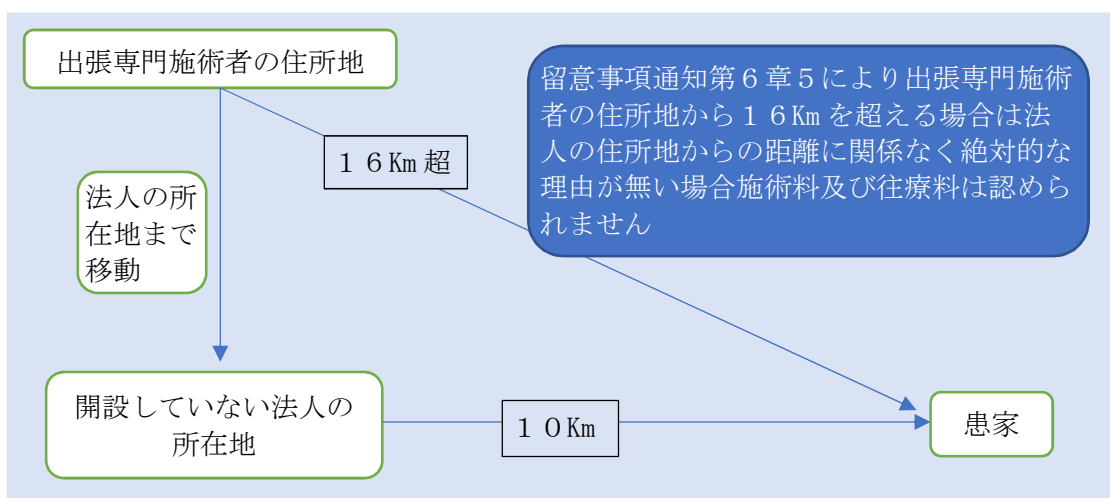 出張専門施術者の住所地
留意事項通知第6章5により出張専門施術
者の住所地から16Kmを超える場合は法
人の住所地からの距離に関係なく絶対的な
理由が無い場合施術料及び往療料は認めら
れません
16Km超
法人の所
在地まで
移動
開設していない法人の
所在地
10Km
患家